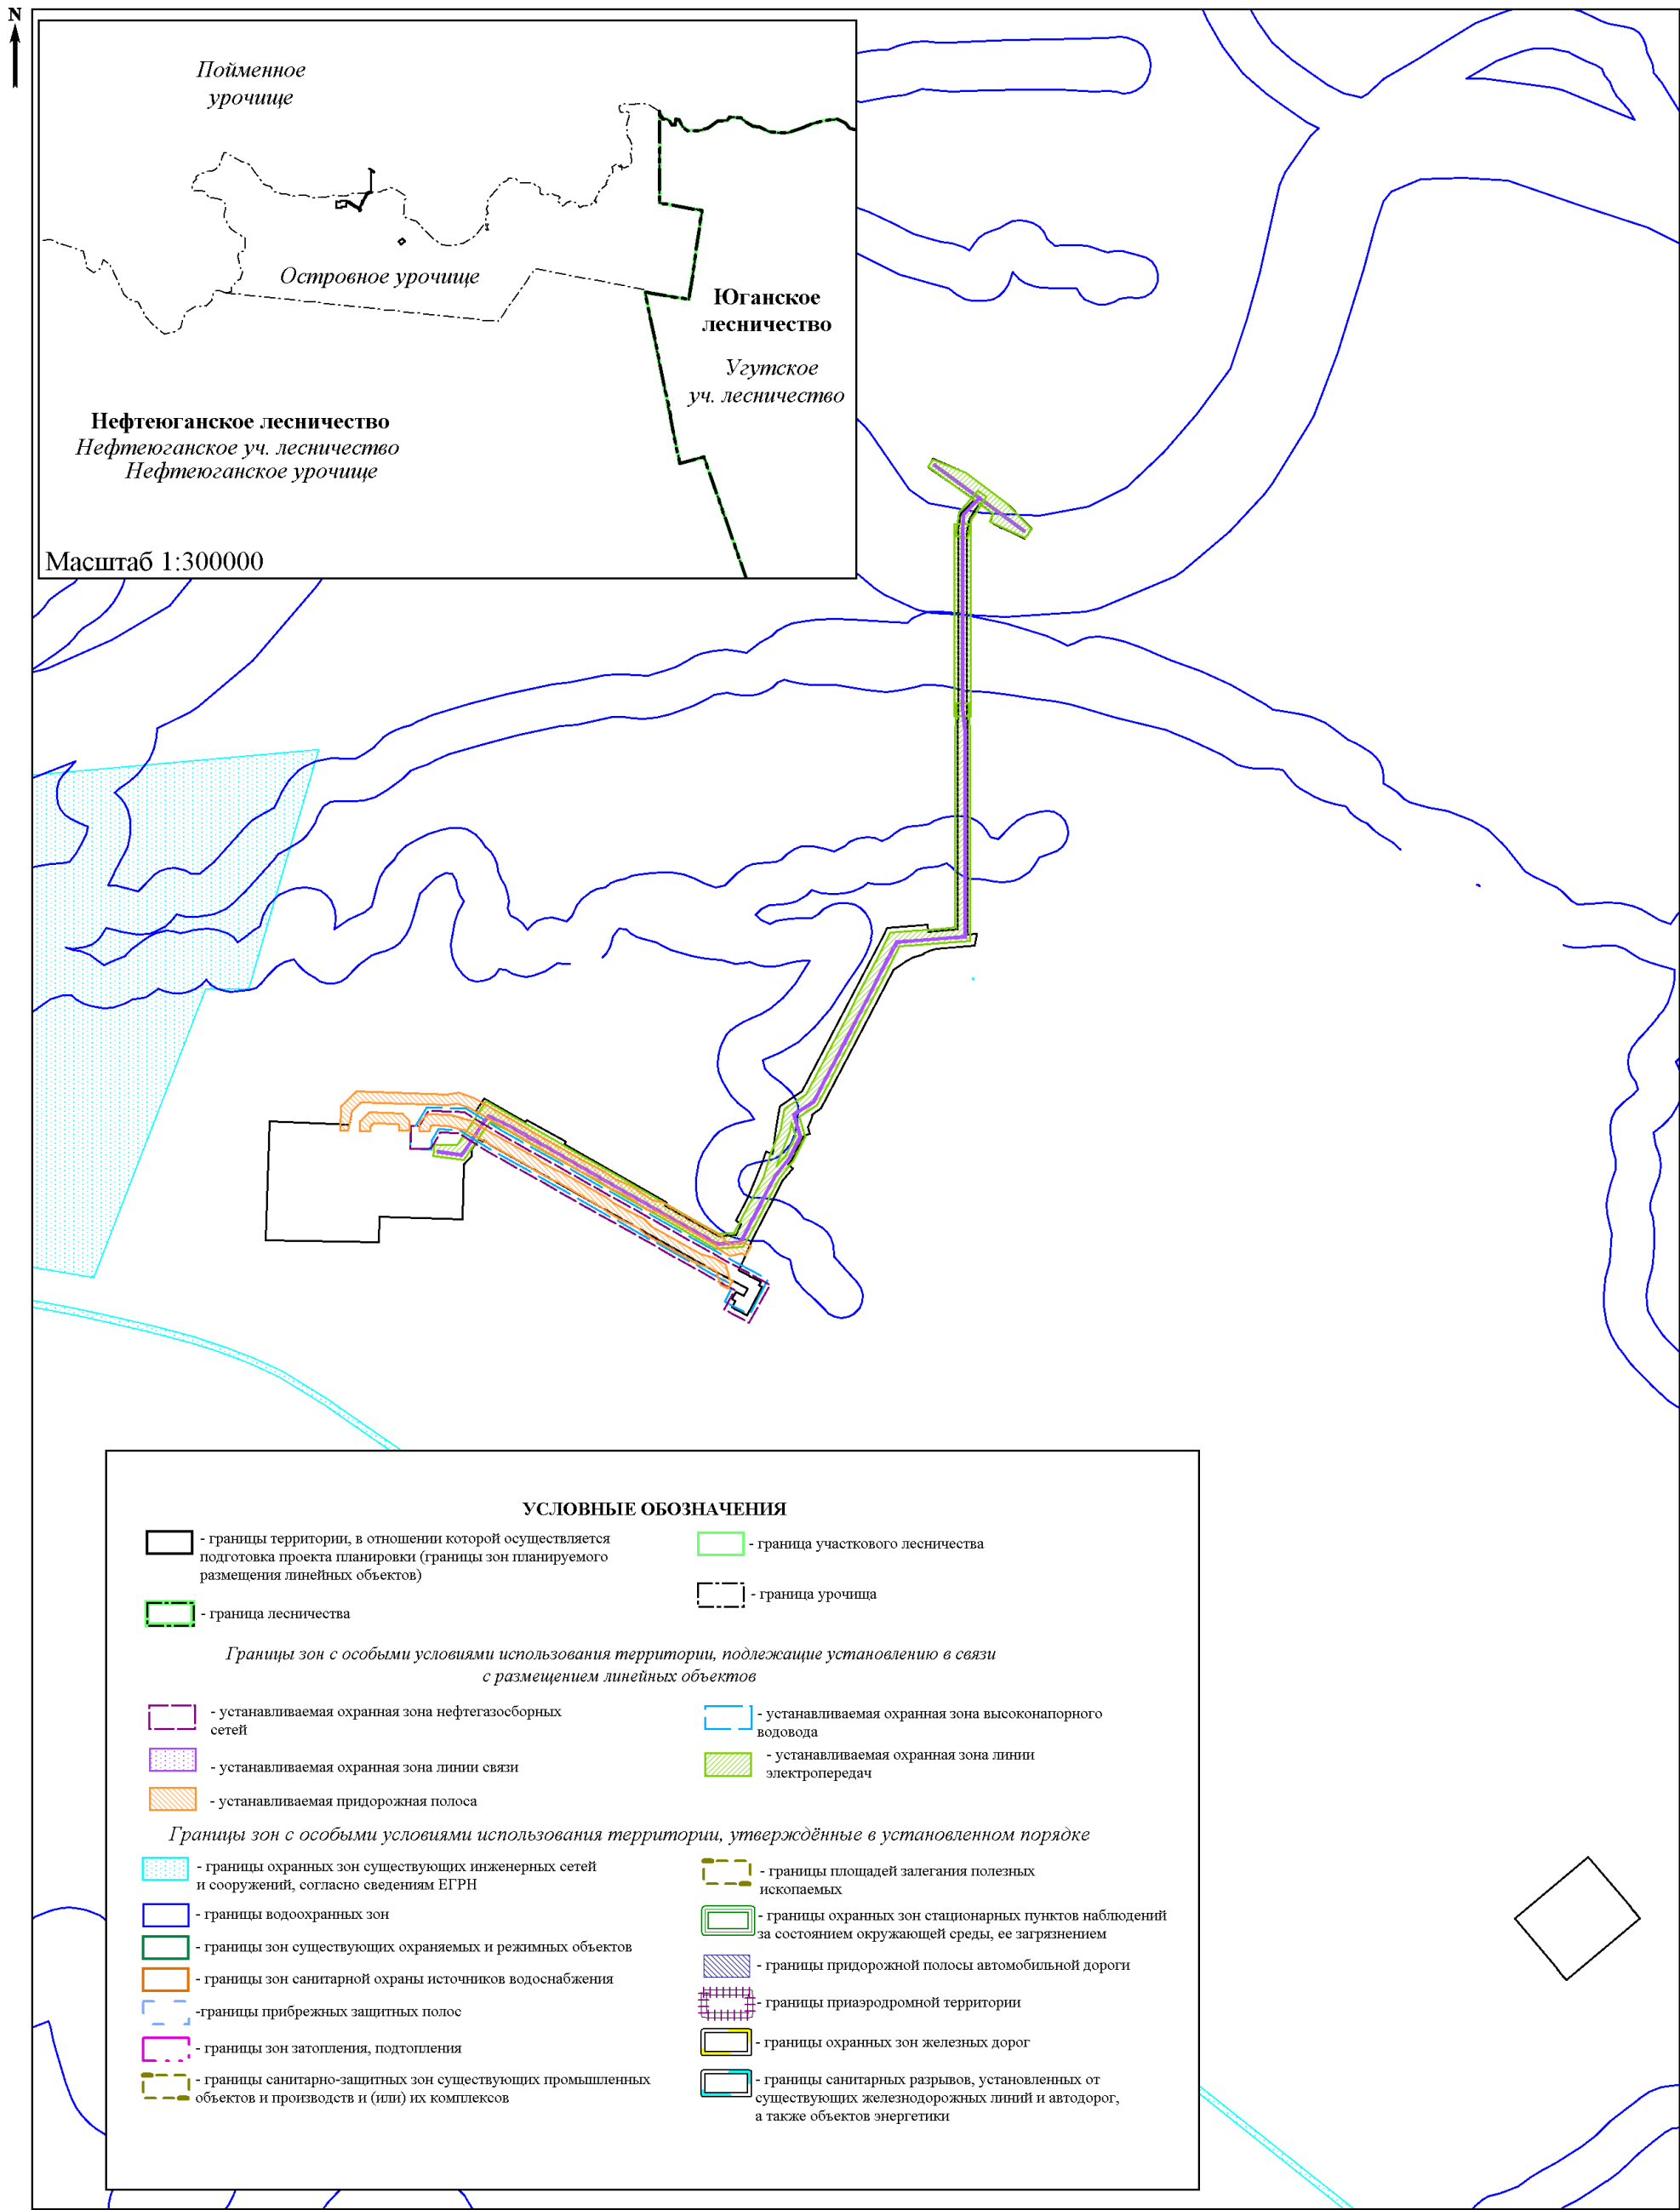 N
Пойменное
урочище
Островное урочище
Юганское
лесничество
Угутское
уч. лесничество
Нефтеюганское лесничество
Нефтеюганское уч. лесничество
Нефтеюганское урочище
Масштаб 1:300000
УСЛОВНЫЕ ОБОЗНАЧЕНИЯ
- границы территории, в отношении которой осуществляется
подготовка проекта планировки (границы зон планируемого
размещения линейных объектов)
- граница участкового лесничества
- граница урочища
- граница лесничества
Границы зон с особыми условиями использования территории, подлежащие установлению в связи
с размещением линейных объектов
- устанавливаемая охранная зона нефтегазосборных
сетей
- устанавливаемая охранная зона высоконапорного
водовода
- устанавливаемая охранная зона линии связи
- устанавливаемая охранная зона линии
электропередач
- устанавливаемая придорожная полоса
Границы зон с особыми условиями использования территории, утверждённые в установленном порядке
- границы охранных зон существующих инженерных сетей
и сооружений, согласно сведениям ЕГРН
- границы водоохранных зон
- границы зон существующих охраняемых и режимных объектов
- границы зон санитарной охраны источников водоснабжения
-границы прибрежных защитных полос
- границы зон затопления, подтопления
- границы санитарно-защитных зон существующих промышленных
объектов и производств и (или) их комплексов
- границы площадей залегания полезных
ископаемых
- границы охранных зон стационарных пунктов наблюдений
за состоянием окружающей среды, ее загрязнением
- границы придорожной полосы автомобильной дороги
- границы приаэродромной территории
- границы охранных зон железных дорог
- границы санитарных разрывов, установленных от
существующих железнодорожных линий и автодорог,
а также объектов энергетики